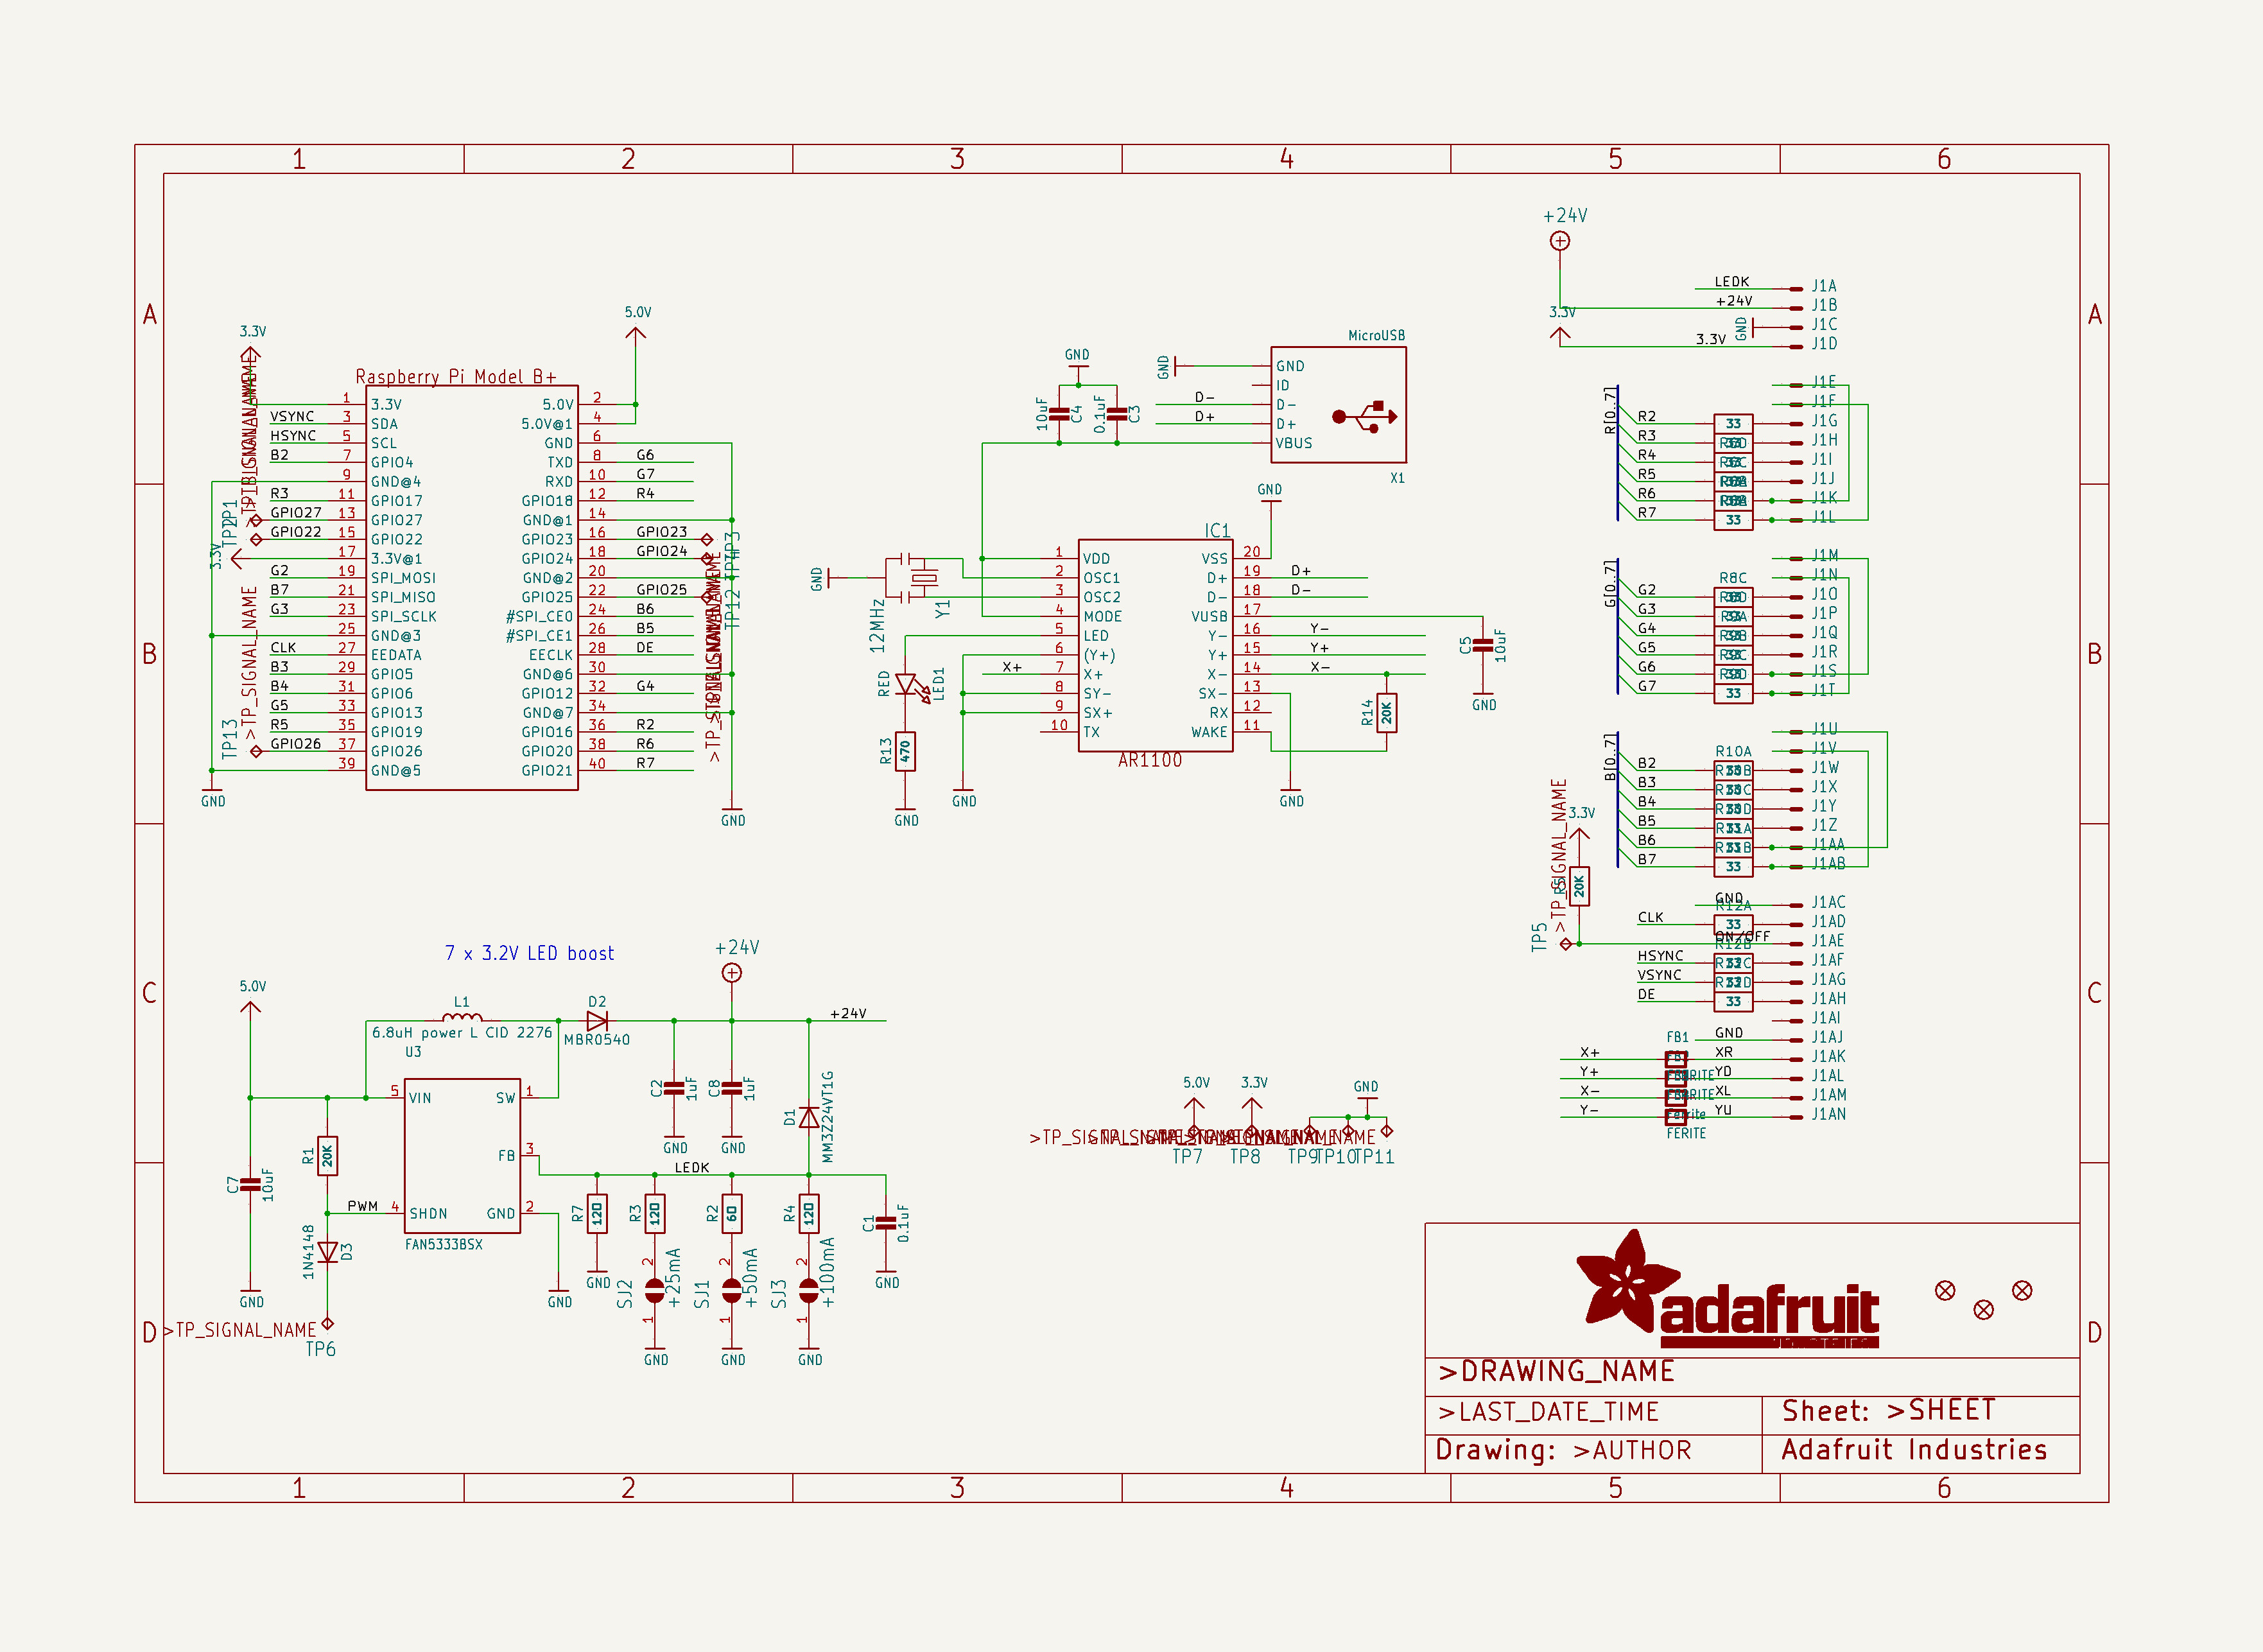 1 2 3 4 5 6
A
B
C
D
A
B
C
D
1 2 3 4 5 6
3.3V
5.0V
Raspberry Pi Model B+
1 3.3V 5.0V 2
VSYNC 3 SDA 5.0V@1 4
HSYNC 5 SCL GND 6
B2 7 GPIO4 TXD 8 G6
9 GND@4 RXD 10 G7
R3 11 GPIO17 GPIO18 12 R4
GPIO27 13 GPIO27 GND@1 14
GPIO22 15 GPIO22 GPIO23 16 GPIO23
3.3V 17 3.3V@1 GPIO24 18 GPIO24
G2 19 SPI_MOSI GND@2 20
B7 21 SPI_MISO GPIO25 22 GPIO25
G3 23 SPI_SCLK #SPI_CE0 24 B6
25 GND@3 #SPI_CE1 26 B5
CLK 27 EEDATA EECLK 28 DE
B3 29 GPIO5 GND@6 30
B4 31 GPIO6 GPIO12 32 G4
G5 33 GPIO13 GND@7 34
R5 35 GPIO19 GPIO16 36 R2
GPIO26 37 GPIO26 GPIO20 38 R6
39 GND@5 GPIO21 40 R7
GND
GND
TP13
>TP_SIGNAL_NAME
TP12
MicroUSB
GND
ID
D- D-
D+ D+
VBUS
X1
GND
GND
10uF C4
0.1uF C3
GND
IC1
1 VDD VSS 20
2 OSC1 D+ 19 D+
3 OSC2 D- 18 D-
4 MODE VUSB 17
5 LED Y- 16 Y-
6 (Y+) Y+ 15 Y+
X+ 7 X+ X- 14 X-
8 SY- SX- 13
9 SX+ RX 12
10 TX WAKE 11
AR1100
GND
12MHz
Y1
RED
LED1
R13
470
GND
GND
GND
R14
20K
C5
10uF
GND
+24V
3.3V
LEDK J1A
+24V J1B
GND J1C
3.3V J1D
R[0..7]
J1E
J1F
R2 33 J1G
R3 J1H
R4 J1I
R5 J1J
R6 J1K
R7 33 J1L
G[0..7]
J1M
J1N
R8C
G2 J1O
G3 J1P
G4 J1Q
G5 J1R
G6 J1S
G7 33 J1T
B[0..7]
J1U
J1V
R10A
B2 J1W
B3 J1X
B4 J1Y
B5 J1Z
B6 J1AA
B7 33 J1AB
3.3V
20K
TP5
>TP_SIGNAL_NAME
GND J1AC
R12A
CLK 33 J1AD
ON/OFF J1AE
R12B
HSYNC J1AF
VSYNC J1AG
DE 33 J1AH
J1AI
FB1 GND J1AJ
X+ XR J1AK
Y+ YD J1AL
X- XL J1AM
Y- YU J1AN
Ferrite
FERITE
7 x 3.2V LED boost
5.0V
+24V
L1
6.8uH power L CID 2276
U3
D2
MBR0540
+24V
5 VIN SW 1
FB 3
PWM 4 SHDN GND 2
FAN5333BSX
C7
10uF
GND
R1
20K
1N4148
D3
>TP_SIGNAL_NAME
TP6
GND
C2
1uF
GND
C8
1uF
GND
D1
MM3Z24VT1G
LEDK
R7
R3
R2
R4
GND
C1
0.1uF
GND
SJ2
2
1
+25mA
GND
SJ1
2
1
+50mA
GND
SJ3
2
1
+100mA
GND
5.0V
3.3V
GND
TP7
TP8
TP9
TP10
TP11
adafruit
>DRAWING_NAME
>LAST_DATE_TIME
Sheet: >SHEET
Drawing: >AUTHOR
Adafruit Industries